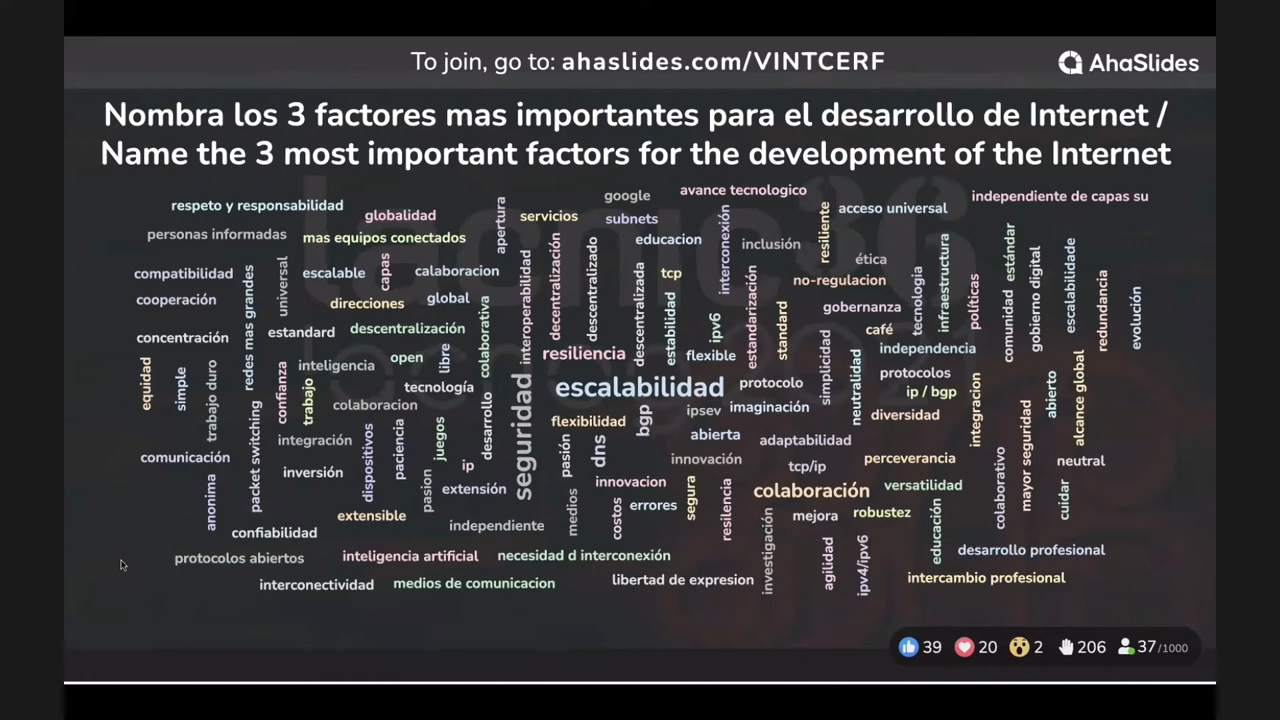 To join, go to: ahaslides.com/VINTCERF
AhaSlides
Nombra los 3 factores mas importantes para el desarrollo de Internet /
Name the 3 most important factors for the development of the Internet
google
avance tecnologico
independiente de capas su
respeto y responsabilidad
globalidad
apertura
servicios
subnets
interconexión
resiliente
acceso universal
personas informadas
mas equipos conectados
educacion
inclusión
estándar
compatibilidad
universal
escalable
capas
calaboracion
interoperabilidad
decentralización
descentralizado
descentralizada
tcp
estandarización
ética
no-regulacion
tecnologia
infraestructura
políticas
gobierno digital
escalabilidade
redundancia
evolución
cooperación
redes mas grandes
direcciones
global
colaborativa
estabilidad
ipv6
standard
gobernanza
comunidad
concentración
estandard
descentralización
café
simplicidad
neutralidad
independencia
equidad
simple
trabajo duro
confianza
inteligencia
open
libre
resiliencia
flexible
protocolos
trabajo
tecnología
escalabilidad
protocolo
ip / bgp
integracion
abierto
alcance global
packet switching
colaboracion
desarrollo
seguridad
flexibilidad
bgp
ipsev
imaginación
diversidad
mayor seguridad
integración
dispositivos
paciencia
juegos
pasión
dns
abierta
adaptabilidad
comunicación
inversión
ip
innovación
tcp/ip
perceverancia
colaborativo
neutral
anonima
pasion
extensión
medios
innovacion
segura
resilencia
colaboración
versatilidad
cuidar
confiabilidad
extensible
independiente
costos
errores
investigación
mejora
robustez
educación
protocolos abiertos
inteligencia artificial
necesidad d interconexión
agilidad
ipv4/ipv6
desarrollo profesional
interconectividad
medios de comunicacion
libertad de expresion
intercambio profesional
39 20 2 206 37/1000